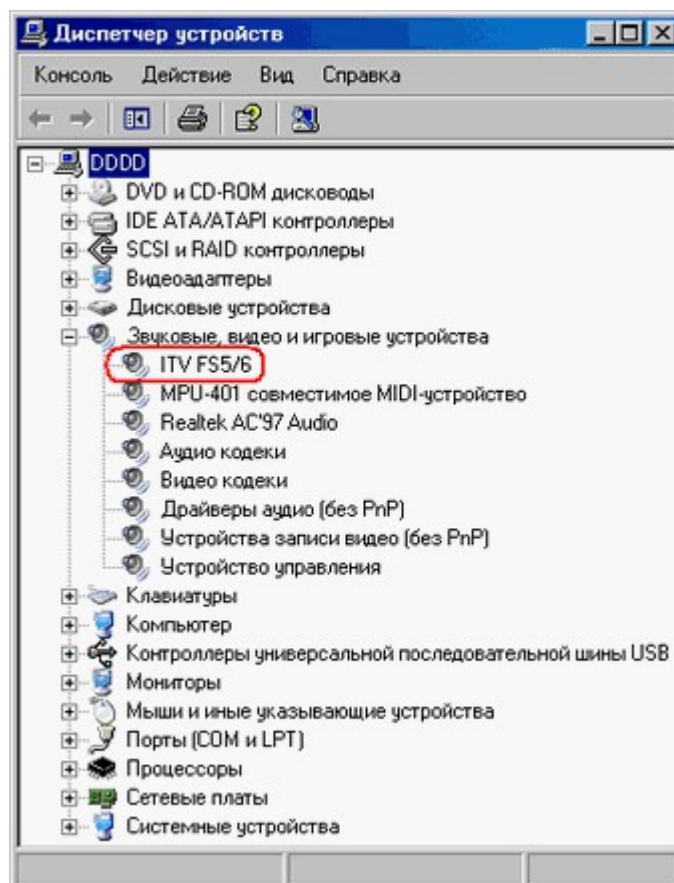 Диспетчер устройств
Консоль Действие Вид Справка
DDDD
DVD и CD-ROM дисководы
IDE ATA/ATAPI контроллеры
SCSI и RAID контроллеры
Видеоадаптеры
Дисковые устройства
Звуковые, видео и игровые устройства
ITV FS5/6
MPU-401 совместимое MIDI-устройство
Realtek AC'97 Audio
Аудио кодеки
Видео кодеки
Драйверы аудио (без PnP)
Устройства записи видео (без PnP)
Устройство управления
Клавиатуры
Компьютер
Контроллеры универсальной последовательной шины USB
Мониторы
Мыши и иные указывающие устройства
Порты (COM и LPT)
Процессоры
Сетевые платы
Системные устройства